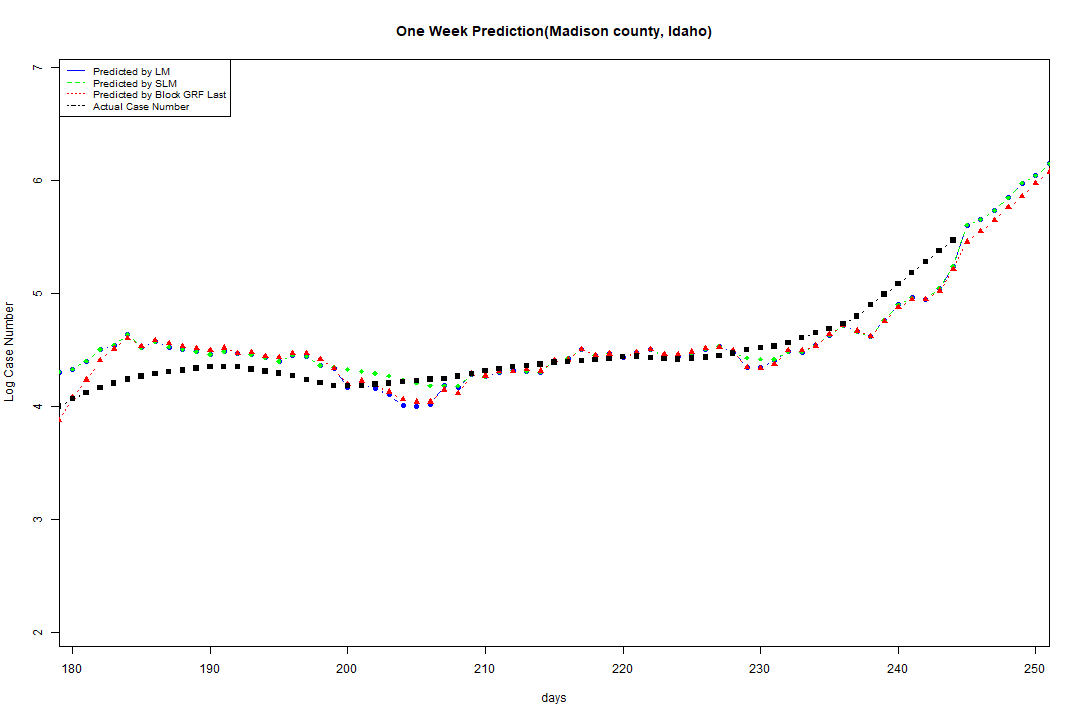 One Week Prediction(Madison county, Idaho)
Predicted by LM
Predicted by SLM
Predicted by Block GRF Last
Actual Case Number
7
6
5
4
3
2
Log Case Number
180 190 200 210 220 230 240 250
days